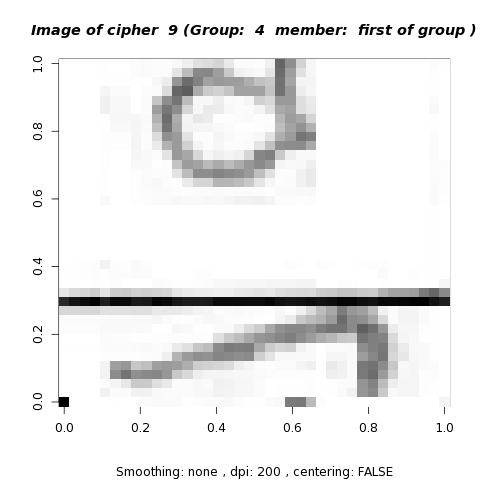 Image of cipher 9 (Group: 4 member: first of group )
1.0
0.8
0.6
0.4
0.2
0.0
0.0 0.2 0.4 0.6 0.8 1.0
Smoothing: none , dpi: 200 , centering: FALSE